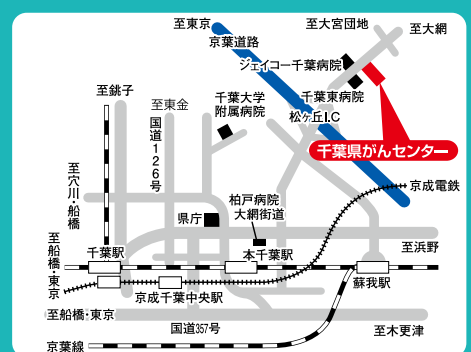 至東京
至大宮団地
至大網
京葉道路
ジェイコー千葉病院
至銚子
至東金
千葉大学
附属病院
千葉東病院
松ヶ丘I.C
国道126号
千葉県がんセンター
至穴川・船橋
京成電鉄
柏戸病院
大網街道
県庁
至船橋・東京
千葉駅
本千葉駅
至浜野
京成千葉中央駅
蘇我駅
至船橋・東京
国道357号
至木更津
京葉線